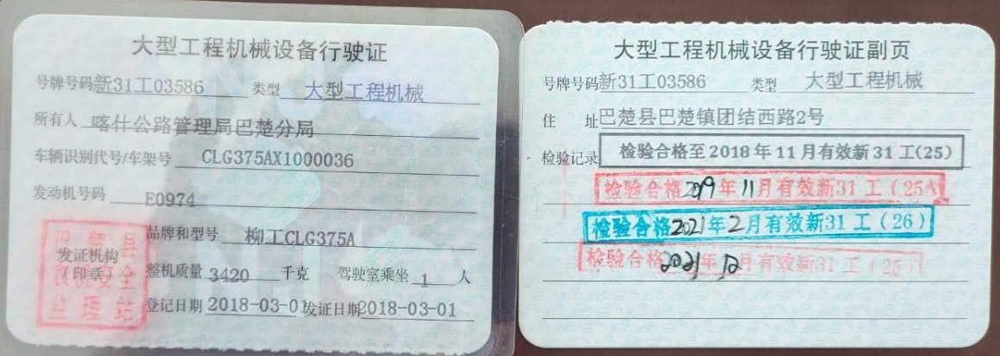 大型工程机械设备行驶证
号牌号码 新31工03586 类型 大型工程机械
所有人 喀什公路管理局巴楚分局
车辆识别代号/车架号 CLG375AX1000036
发动机号码 E0974
品牌和型号 柳工CLG375A
发证机构
(印章)
巴楚县
农机安全
监理站
整机质量 3420 千克 驾驶室乘坐 1 人
登记日期 2018-03-01 发证日期 2018-03-01
大型工程机械设备行驶证副页
号牌号码 新31工03586 类型 大型工程机械
住 址 巴楚县巴楚镇团结西路2号
检验记录 检验合格至2018年11月有效新31工(25)
检验合格2019年11月有效新31工(25A
检验合格2021年2月有效新31工(26)
检验合格2021年12月有效新31工(25)